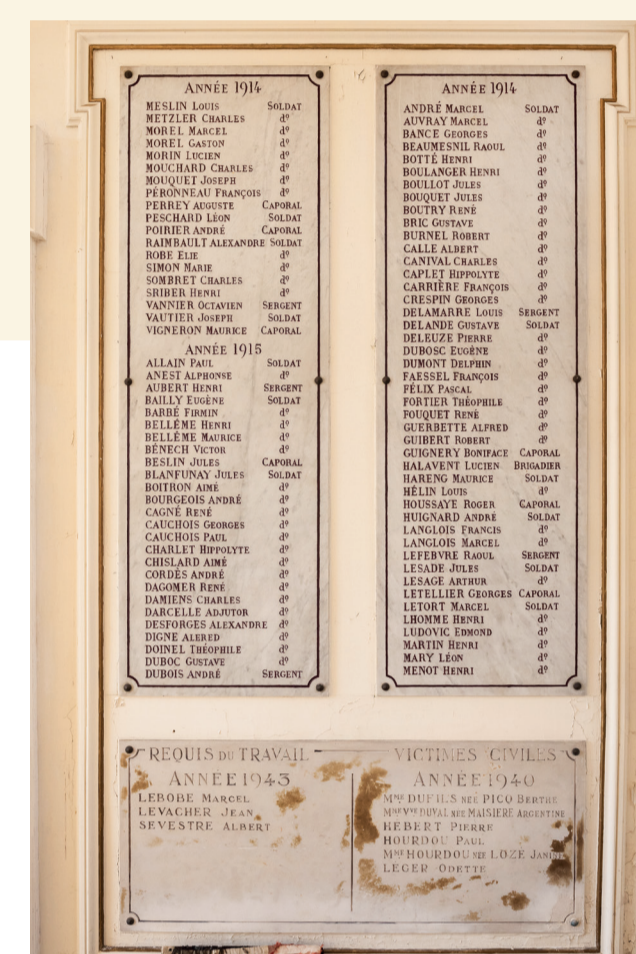 ANNÉE 1914
MESLIN LOUIS SOLDAT
METZLER CHARLES dº
MOREL MARCEL dº
MOREL GASTON dº
MORIN LUCIEN dº
MOUCHARD CHARLES dº
MOUQUET JOSEPH dº
PÉRONNEAU FRANÇOIS dº
PERREY AUGUSTE CAPORAL
PESCHARD LÉON SOLDAT
POIRIER ANDRÉ CAPORAL
RAIMBAULT ALEXANDRE SOLDAT
ROBE ELIE dº
SIMON MARIE dº
SOMBRET CHARLES dº
SRIBER HENRI dº
VANNIER OCTAVIEN SERGENT
VAUTIER JOSEPH SOLDAT
VIGNERON MAURICE CAPORAL
ANNÉE 1915
ALLAIN PAUL SOLDAT
ANEST ALPHONSE dº
AUBERT HENRI SERGENT
BAILLY EUGÈNE SOLDAT
BARBÉ FIRMIN dº
BELLÊME HENRI dº
BELLÊME MAURICE dº
BÉNECH VICTOR dº
BESLIN JULES CAPORAL
BLANFUNAY JULES SOLDAT
BOITRON AIMÉ dº
BOURGEOIS ANDRÉ dº
CAGNÉ RENÉ dº
CAUCHOIS GEORGES dº
CAUCHOIS PAUL dº
CHARLET HIPPOLYTE dº
CHISLARD AIMÉ dº
CORDÈS ANDRÉ dº
DAGOMER RENÉ dº
DAMIENS CHARLES dº
DARCELLE ADJUTOR dº
DESFORGES ALEXANDRE dº
DIGNE ALFRED dº
DOINEL THÉOPHILE dº
DUBOC GUSTAVE dº
DUBOIS ANDRÉ SERGENT
ANNÉE 1914
ANDRÉ MARCEL SOLDAT
AUVRAY MARCEL dº
BANCE GEORGES dº
BEAUMESNIL RAOUL dº
BOTTÉ HENRI dº
BOULANGER HENRI dº
BOULLOT JULES dº
BOUQUET JULES dº
BOUTRY RENÉ dº
BRIC GUSTAVE dº
BURNEL ROBERT dº
CALLE ALBERT dº
CANIVAL CHARLES dº
CAPLET HIPPOLYTE dº
CARRIÈRE FRANÇOIS dº
CRESPIN GEORGES dº
DELAMARRE LOUIS SERGENT
DELANDE GUSTAVE SOLDAT
DELEUZE PIERRE dº
DUBOSC EUGÈNE dº
DUMONT DELPHIN dº
FAESSEL FRANÇOIS dº
FÉLIX PASCAL dº
FORTIER THÉOPHILE dº
FOUQUET RENÉ dº
GUERBETTE ALFRED dº
GUIBERT ROBERT dº
GUIGNERY BONIFACE CAPORAL
HALAVENT LUCIEN BRIGADIER
HARENG MAURICE SOLDAT
HÉLIN LOUIS dº
HOUSSAYE ROGER CAPORAL
HUIGNARD ANDRÉ SOLDAT
LANGLOIS FRANCIS dº
LANGLOIS MARCEL dº
LEFEBVRE RAOUL SERGENT
LESADE JULES SOLDAT
LESAGE ARTHUR dº
LETELLIER GEORGES CAPORAL
LETORT MARCEL SOLDAT
LHOMME HENRI dº
LUDOVIC EDMOND dº
MARTIN HENRI dº
MARY LÉON dº
MENOT HENRI dº
REQUIS DU TRAVAIL
ANNÉE 1943
LEBOBE MARCEL
LEVACHER JEAN
SEVESTRE ALBERT
VICTIMES CIVILES
ANNÉE 1940
MME DUFILS NÉE PICO BERTHE
MME VVE DUVAL NÉE MAISIERE ARGENTINE
HEBERT PIERRE
HOURDOU PAUL
MME HOURDOU NÉE LOZE JANINE
LEGER ODETTE